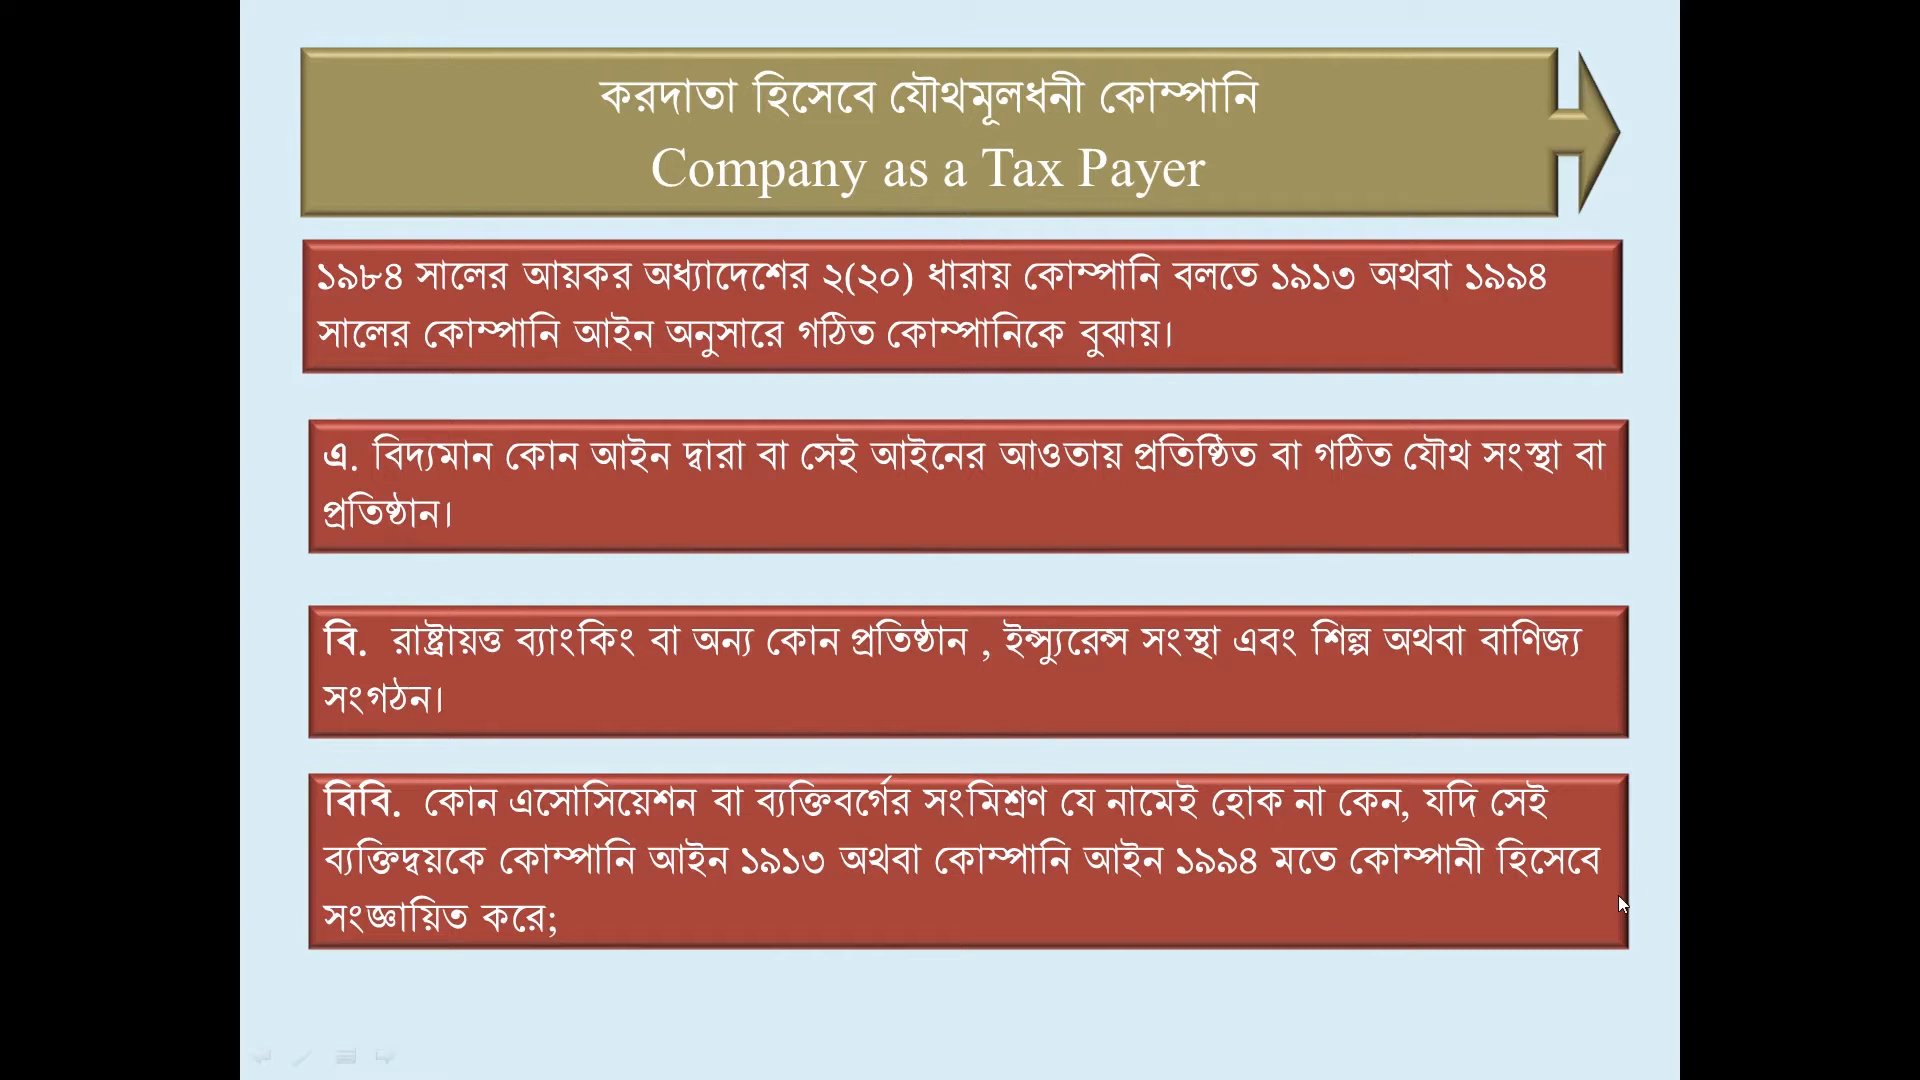 করদাতা হিসেবে যৌথমূলধনী কোম্পানি
Company as a Tax Payer
১৯৮৪ সালের আয়কর অধ্যাদেশের ২(২০) ধারায় কোম্পানি বলতে ১৯১৩ অথবা ১৯৯৪
সালের কোম্পানি আইন অনুসারে গঠিত কোম্পানিকে বুঝায়।
এ. বিদ্যমান কোন আইন দ্বারা বা সেই আইনের আওতায় প্রতিষ্ঠিত বা গঠিত যৌথ সংস্থা বা
প্রতিষ্ঠান।
বি. রাষ্ট্রায়ত্ত ব্যাংকিং বা অন্য কোন প্রতিষ্ঠান , ইন্স্যুরেন্স সংস্থা এবং শিল্প অথবা বাণিজ্য
সংগঠন।
বিবি. কোন এসোসিয়েশন বা ব্যক্তিবর্গের সংমিশ্রণ যে নামেই হোক না কেন, যদি সেই
ব্যক্তিদ্বয়কে কোম্পানি আইন ১৯১৩ অথবা কোম্পানি আইন ১৯৯৪ মতে কোম্পানী হিসেবে
সংজ্ঞায়িত করে;